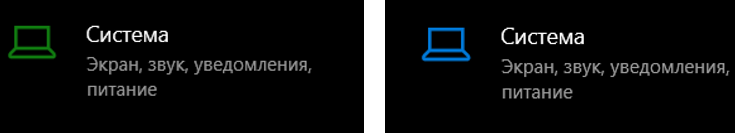 Система
Экран, звук, уведомления,
питание
Система
Экран, звук, уведомления,
питание